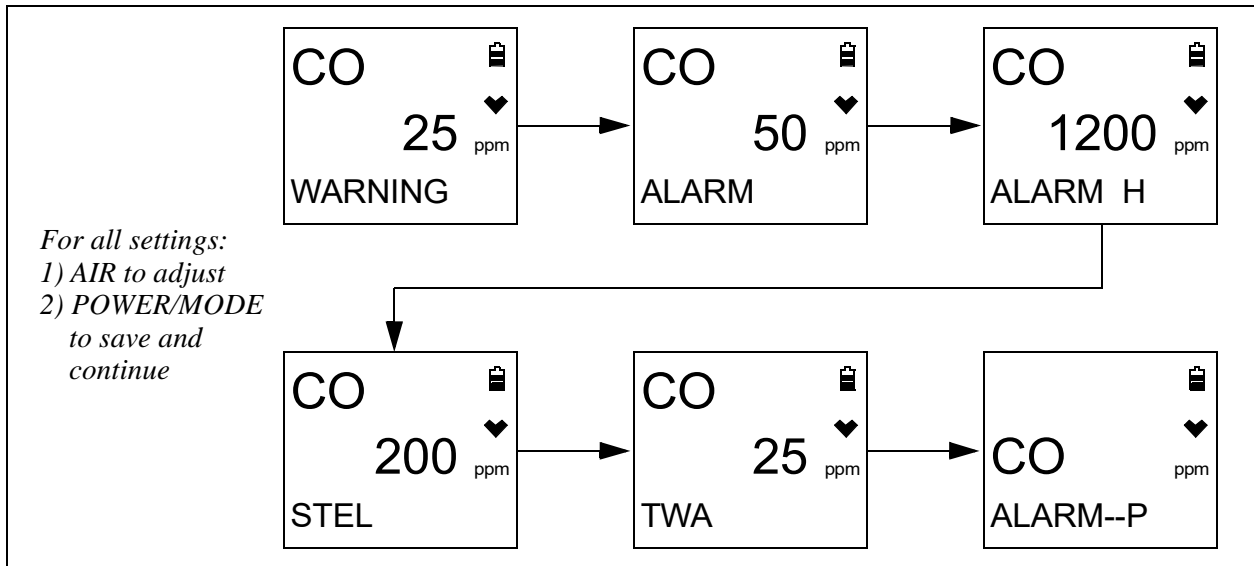 CO
25 ppm
WARNING
CO
50 ppm
ALARM
CO
1200 ppm
ALARM H
For all settings:
1) AIR to adjust
2) POWER/MODE
to save and
continue
CO
200 ppm
STEL
CO
25 ppm
TWA
CO ppm
ALARM--P